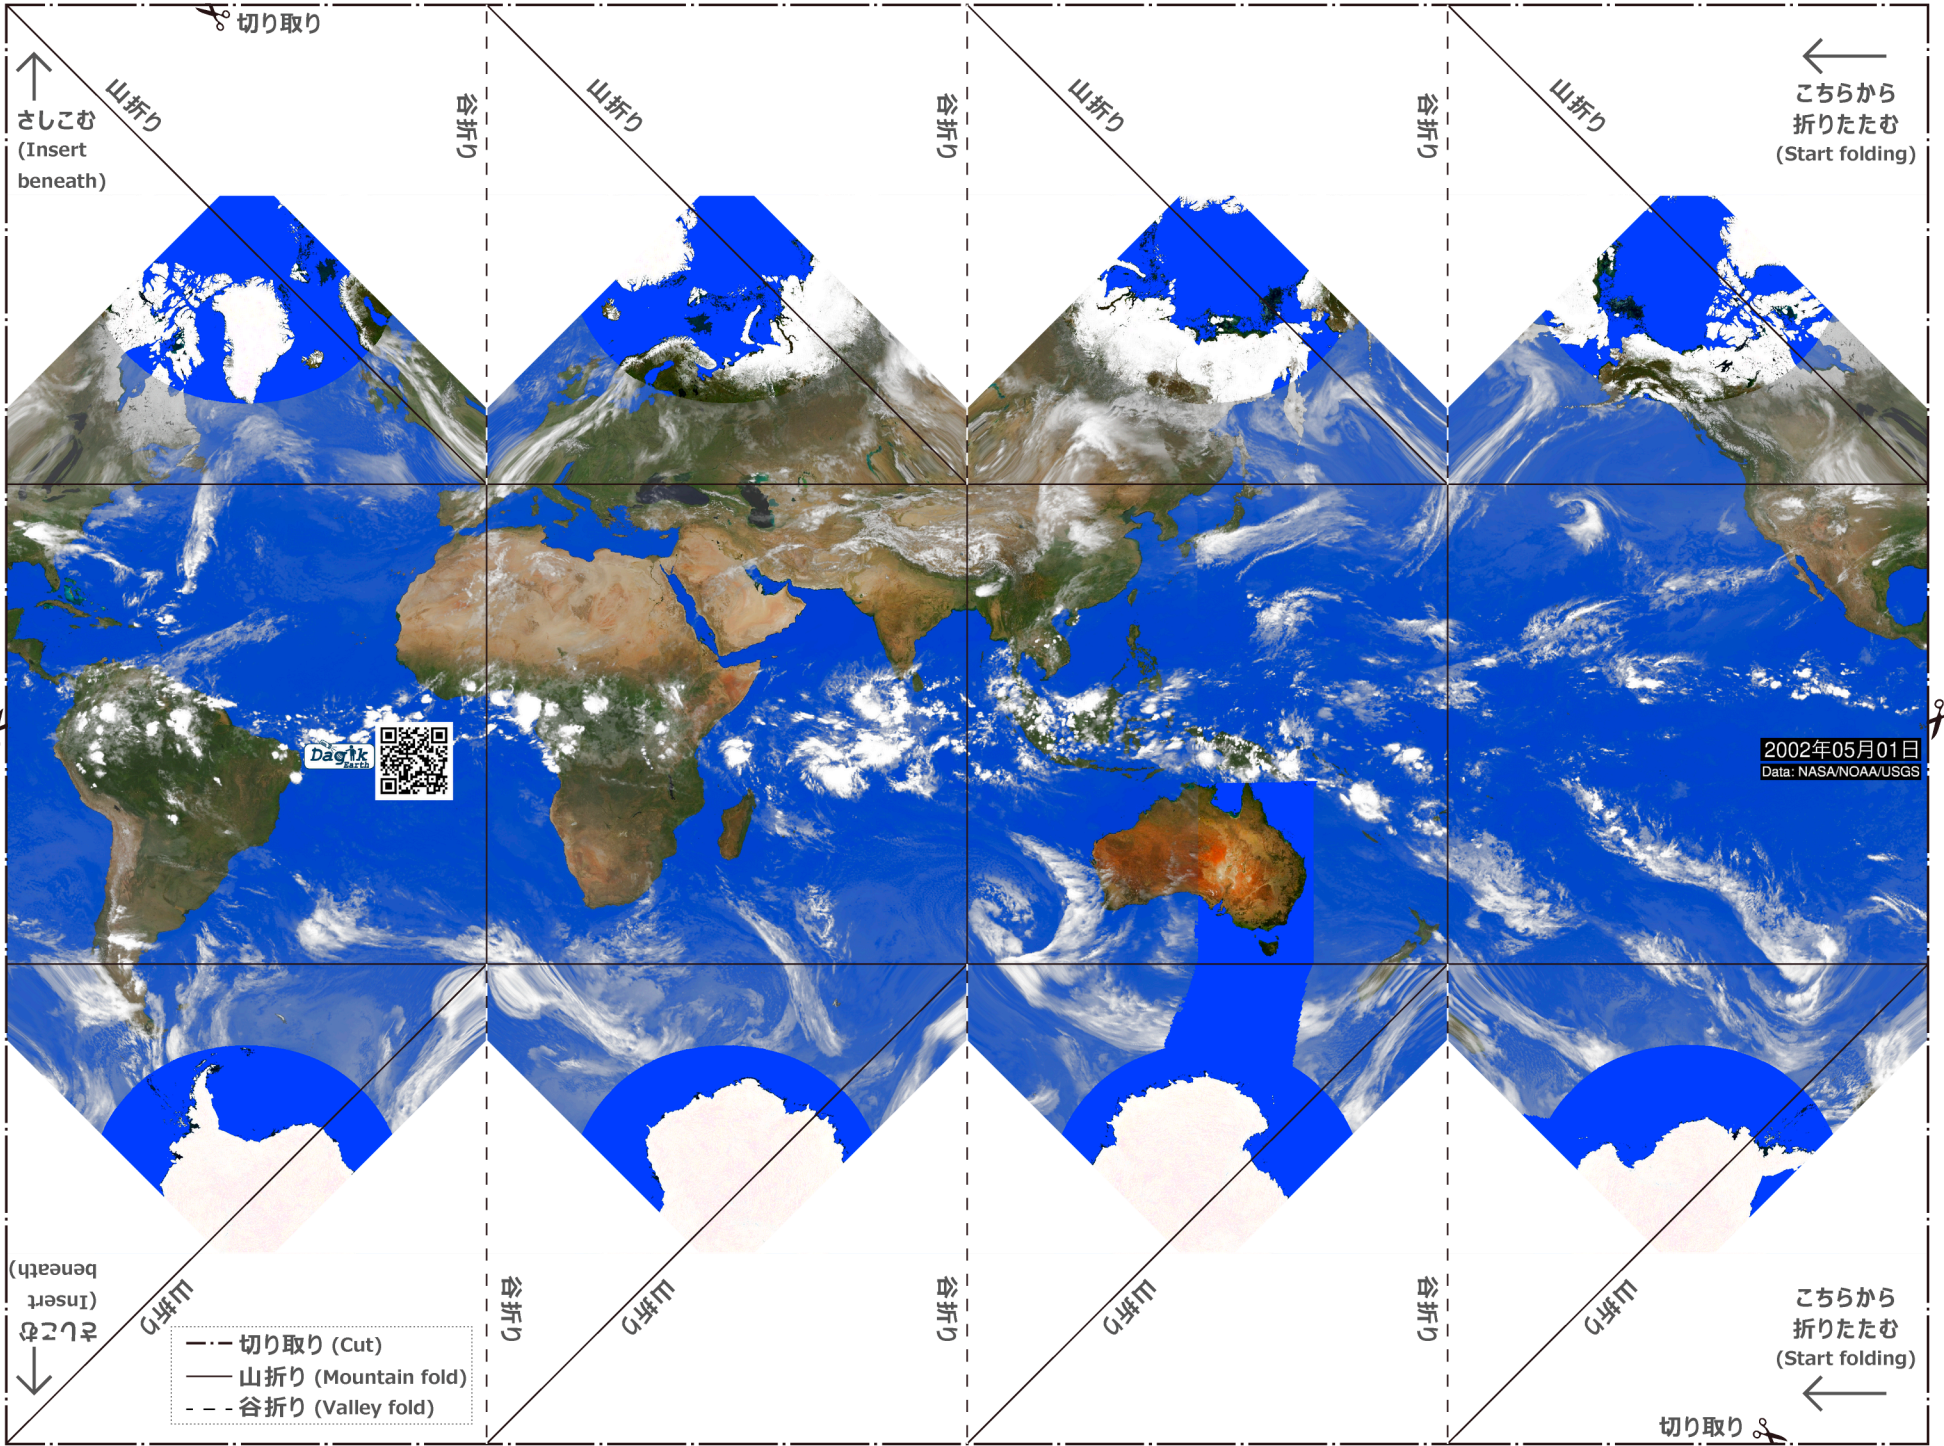 切り取り
こちらから
折りたたむ
(Start folding)
さしこむ
(Insert
beneath)
山折り
山折り
山折り
山折り
谷折り
谷折り
谷折り
Dagik
Earth
2002年05月01日
Data: NASA/NOAA/USGS
さしこむ
(Insert
beneath)
山折り
山折り
山折り
山折り
谷折り
谷折り
谷折り
こちらから
折りたたむ
(Start folding)
切り取り (Cut)
山折り (Mountain fold)
谷折り (Valley fold)
切り取り